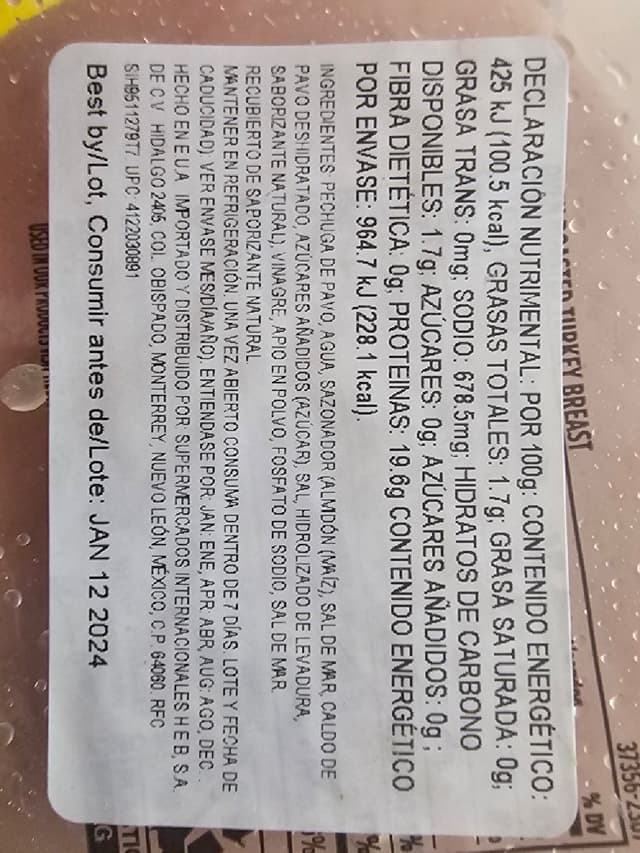 DECLARACIÓN NUTRIMENTAL: POR 100g: CONTENIDO ENERGÉTICO:
425 kJ (100.5 kcal), GRASAS TOTALES: 1.7g; GRASA SATURADA: 0g;
GRASA TRANS: 0mg; SODIO: 678.5mg; HIDRATOS DE CARBONO
DISPONIBLES: 1.7g; AZÚCARES: 0g; AZÚCARES AÑADIDOS: 0g ;
FIBRA DIETÉTICA: 0g; PROTEINAS: 19.6g CONTENIDO ENERGÉTICO
POR ENVASE: 964.7 kJ (228.1 kcal).
INGREDIENTES PECHUGA DE PAVO, AGUA, SAZONADOR (ALMIDÓN (MAÍZ), SAL DE MAR, CALDO DE
PAVO DESHIDRATADO, AZÚCARES AÑADIDOS (AZÚCAR), SAL, HIDROLIZADO DE LEVADURA,
SABORIZANTE NATURAL), VINAGRE, APIO EN POLVO, FOSFATO DE SODIO, SAL DE MAR.
RECUBIERTO DE SAPORIZANTE NATURAL
MANTENER EN REFRIGERACIÓN. UNA VEZ ABIERTO CONSUMA DENTRO DE 7 DÍAS. LOTE Y FECHA DE
CADUCIDAD): VER ENVASE MES/DÍA/AÑO). ENTIENDASE POR: JAN: ENE, APR: ABR, AUG: AGO, DEC:
HECHO EN E.U.A. IMPORTADO Y DISTRIBUIDO POR: SUPERMERCADOS INTERNACIONALES H E B, S.A.
DE C.V. HIDALGO 2405, COL. OBISPADO, MONTERREY, NUEVO LEÓN, MÉXICO, C.P. 64060. RFC
SIH9511279T7. UPC: 4122030891
Best by/Lot, Consumir antes de/Lote: JAN 12 2024
TURKEY BREAST
% DV